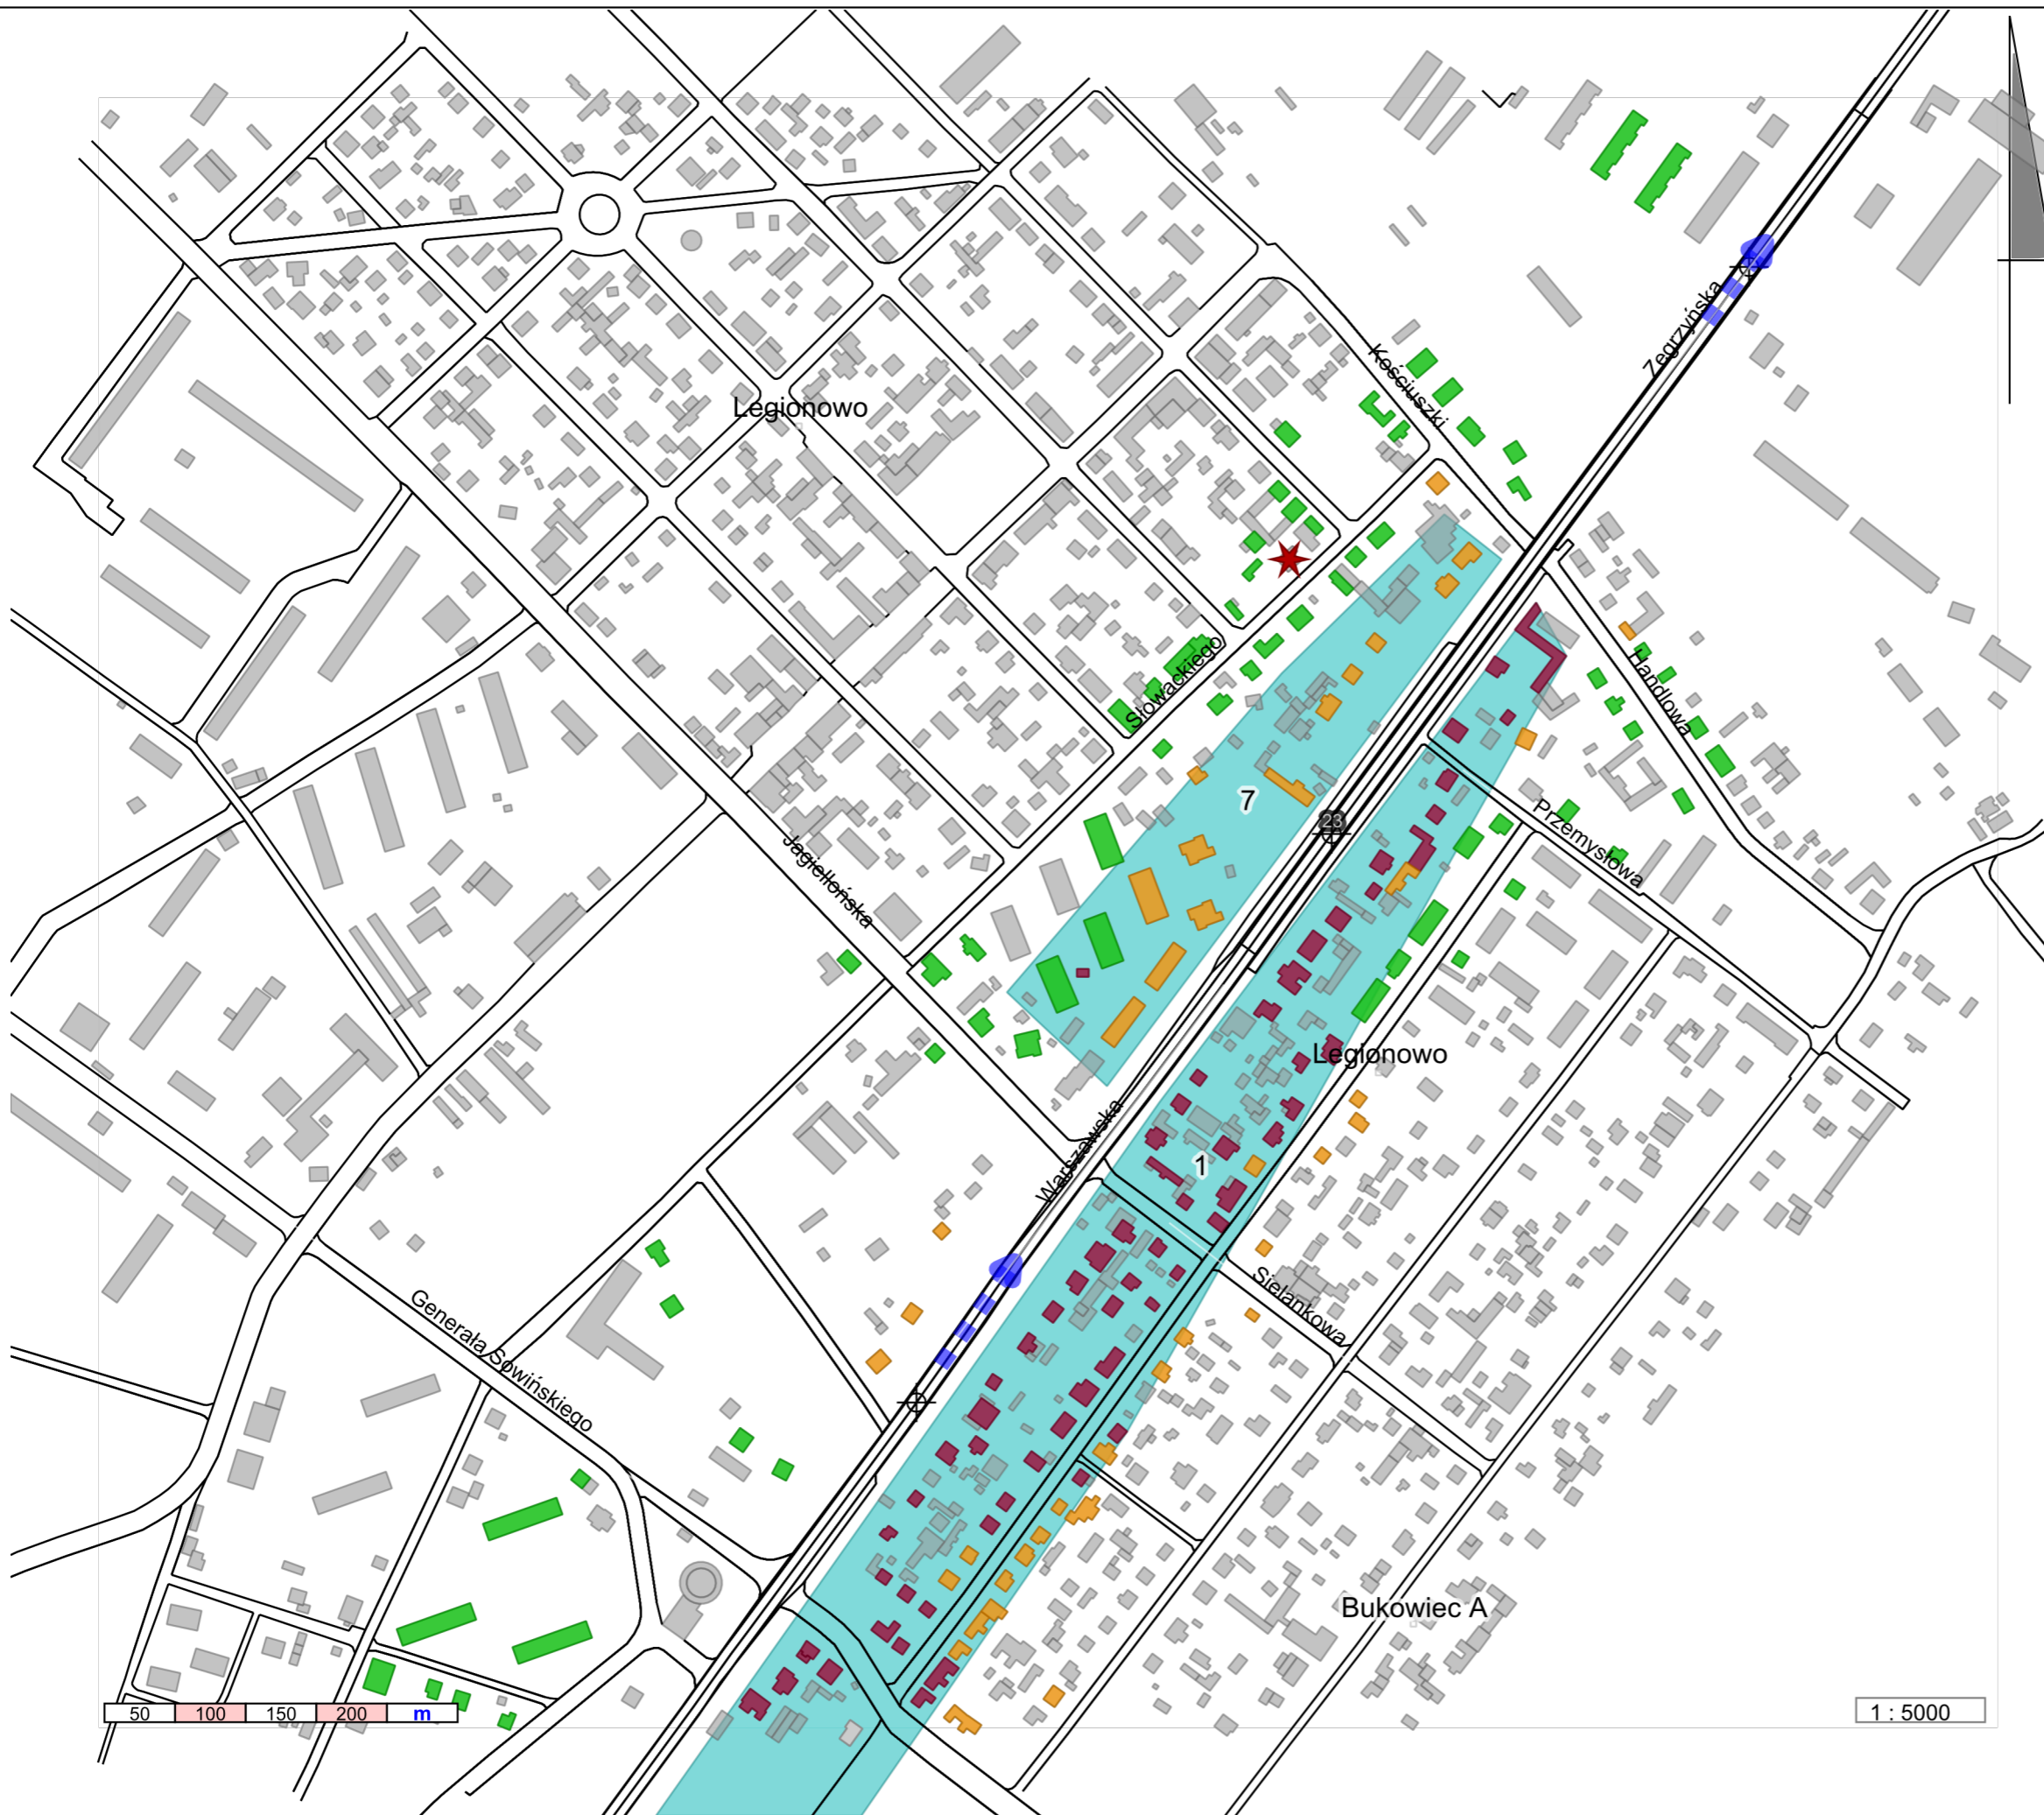 Zegrzyńska
Kościuszki
Legionowo
Słowackiego
Handlowa
7
23
Przemysłowa
Jagiellońska
Legionowo
Warszawska
1
Sielankowa
Generała Sowińskiego
Bukowiec A
50 100 150 200 m
1 : 5000